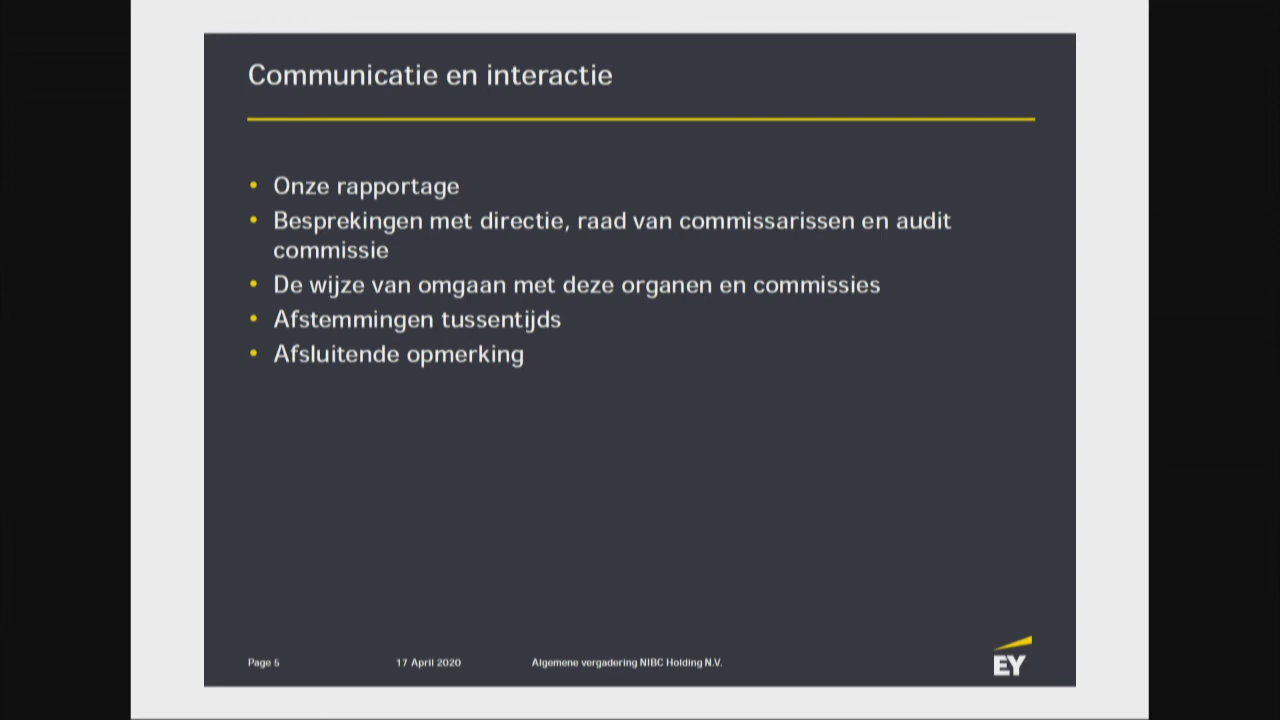 Communicatie en interactie
• Onze rapportage
• Besprekingen met directie, raad van commissarissen en audit
commissie
• De wijze van omgaan met deze organen en commissies
• Afstemmingen tussentijds
• Afsluitende opmerking
Page 5 17 April 2020 Algemene vergadering NIBC Holding N.V.
EY